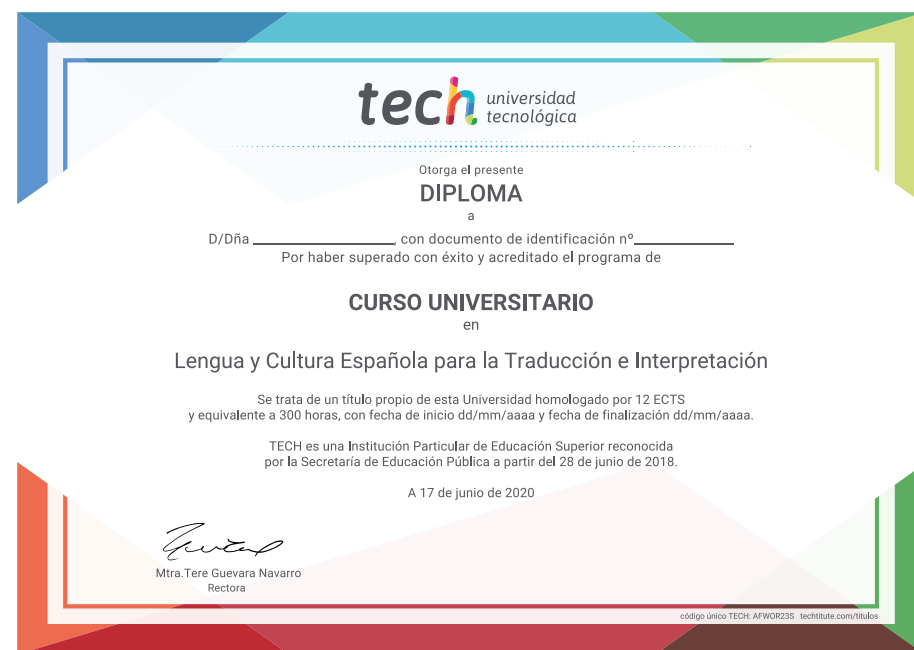 tech universidad
tecnológica
Otorga el presente
DIPLOMA
a
D/Dña ____________________, con documento de identificación nº______________
Por haber superado con éxito y acreditado el programa de
CURSO UNIVERSITARIO
en
Lengua y Cultura Española para la Traducción e Interpretación
Se trata de un título propio de esta Universidad homologado por 12 ECTS
y equivalente a 300 horas, con fecha de inicio dd/mm/aaaa y fecha de finalización dd/mm/aaaa.
TECH es una Institución Particular de Educación Superior reconocida
por la Secretaría de Educación Pública a partir del 28 de junio de 2018.
A 17 de junio de 2020
Mtra.Tere Guevara Navarro
Rectora
código único TECH: AFWOR23S techtitute.com/titulos